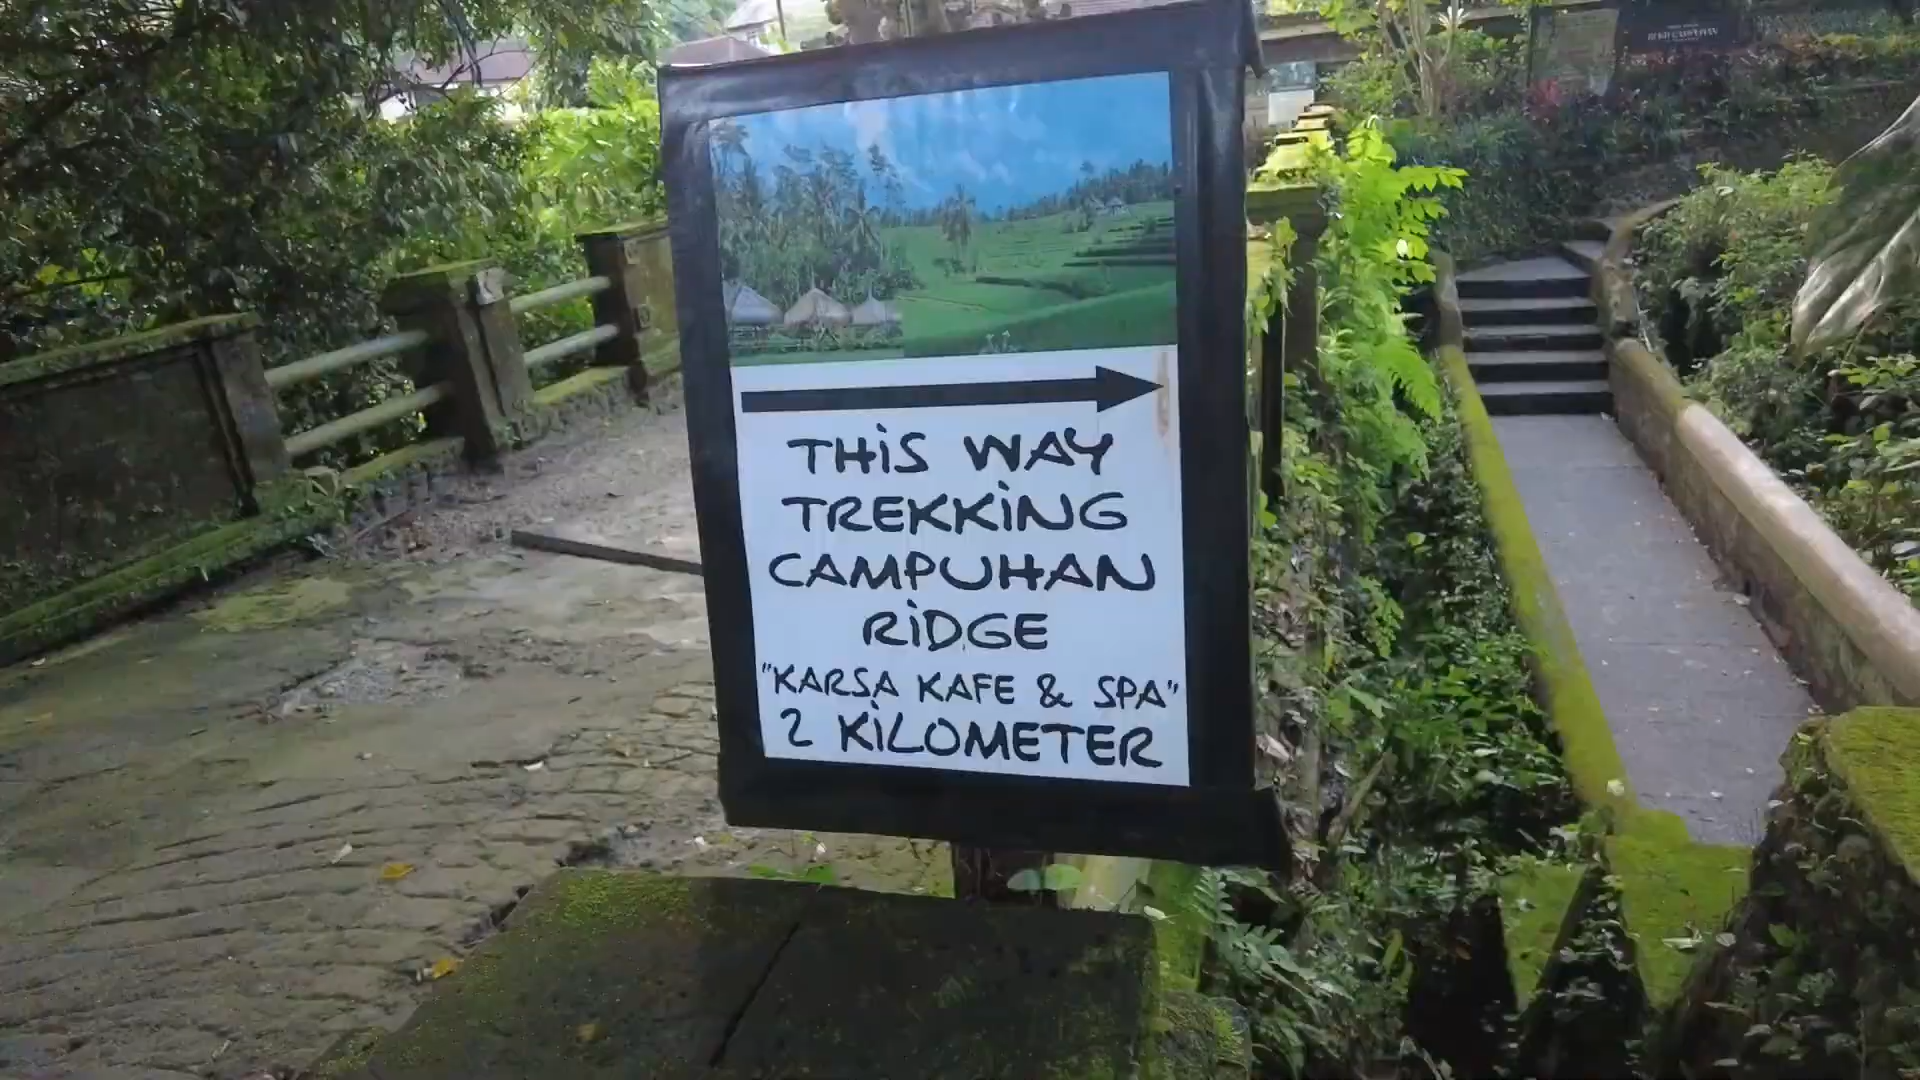 THIS WAY
TREKKING
CAMPUHAN
RIDGE
"KARSA KAFE & SPA"
2 KILOMETER